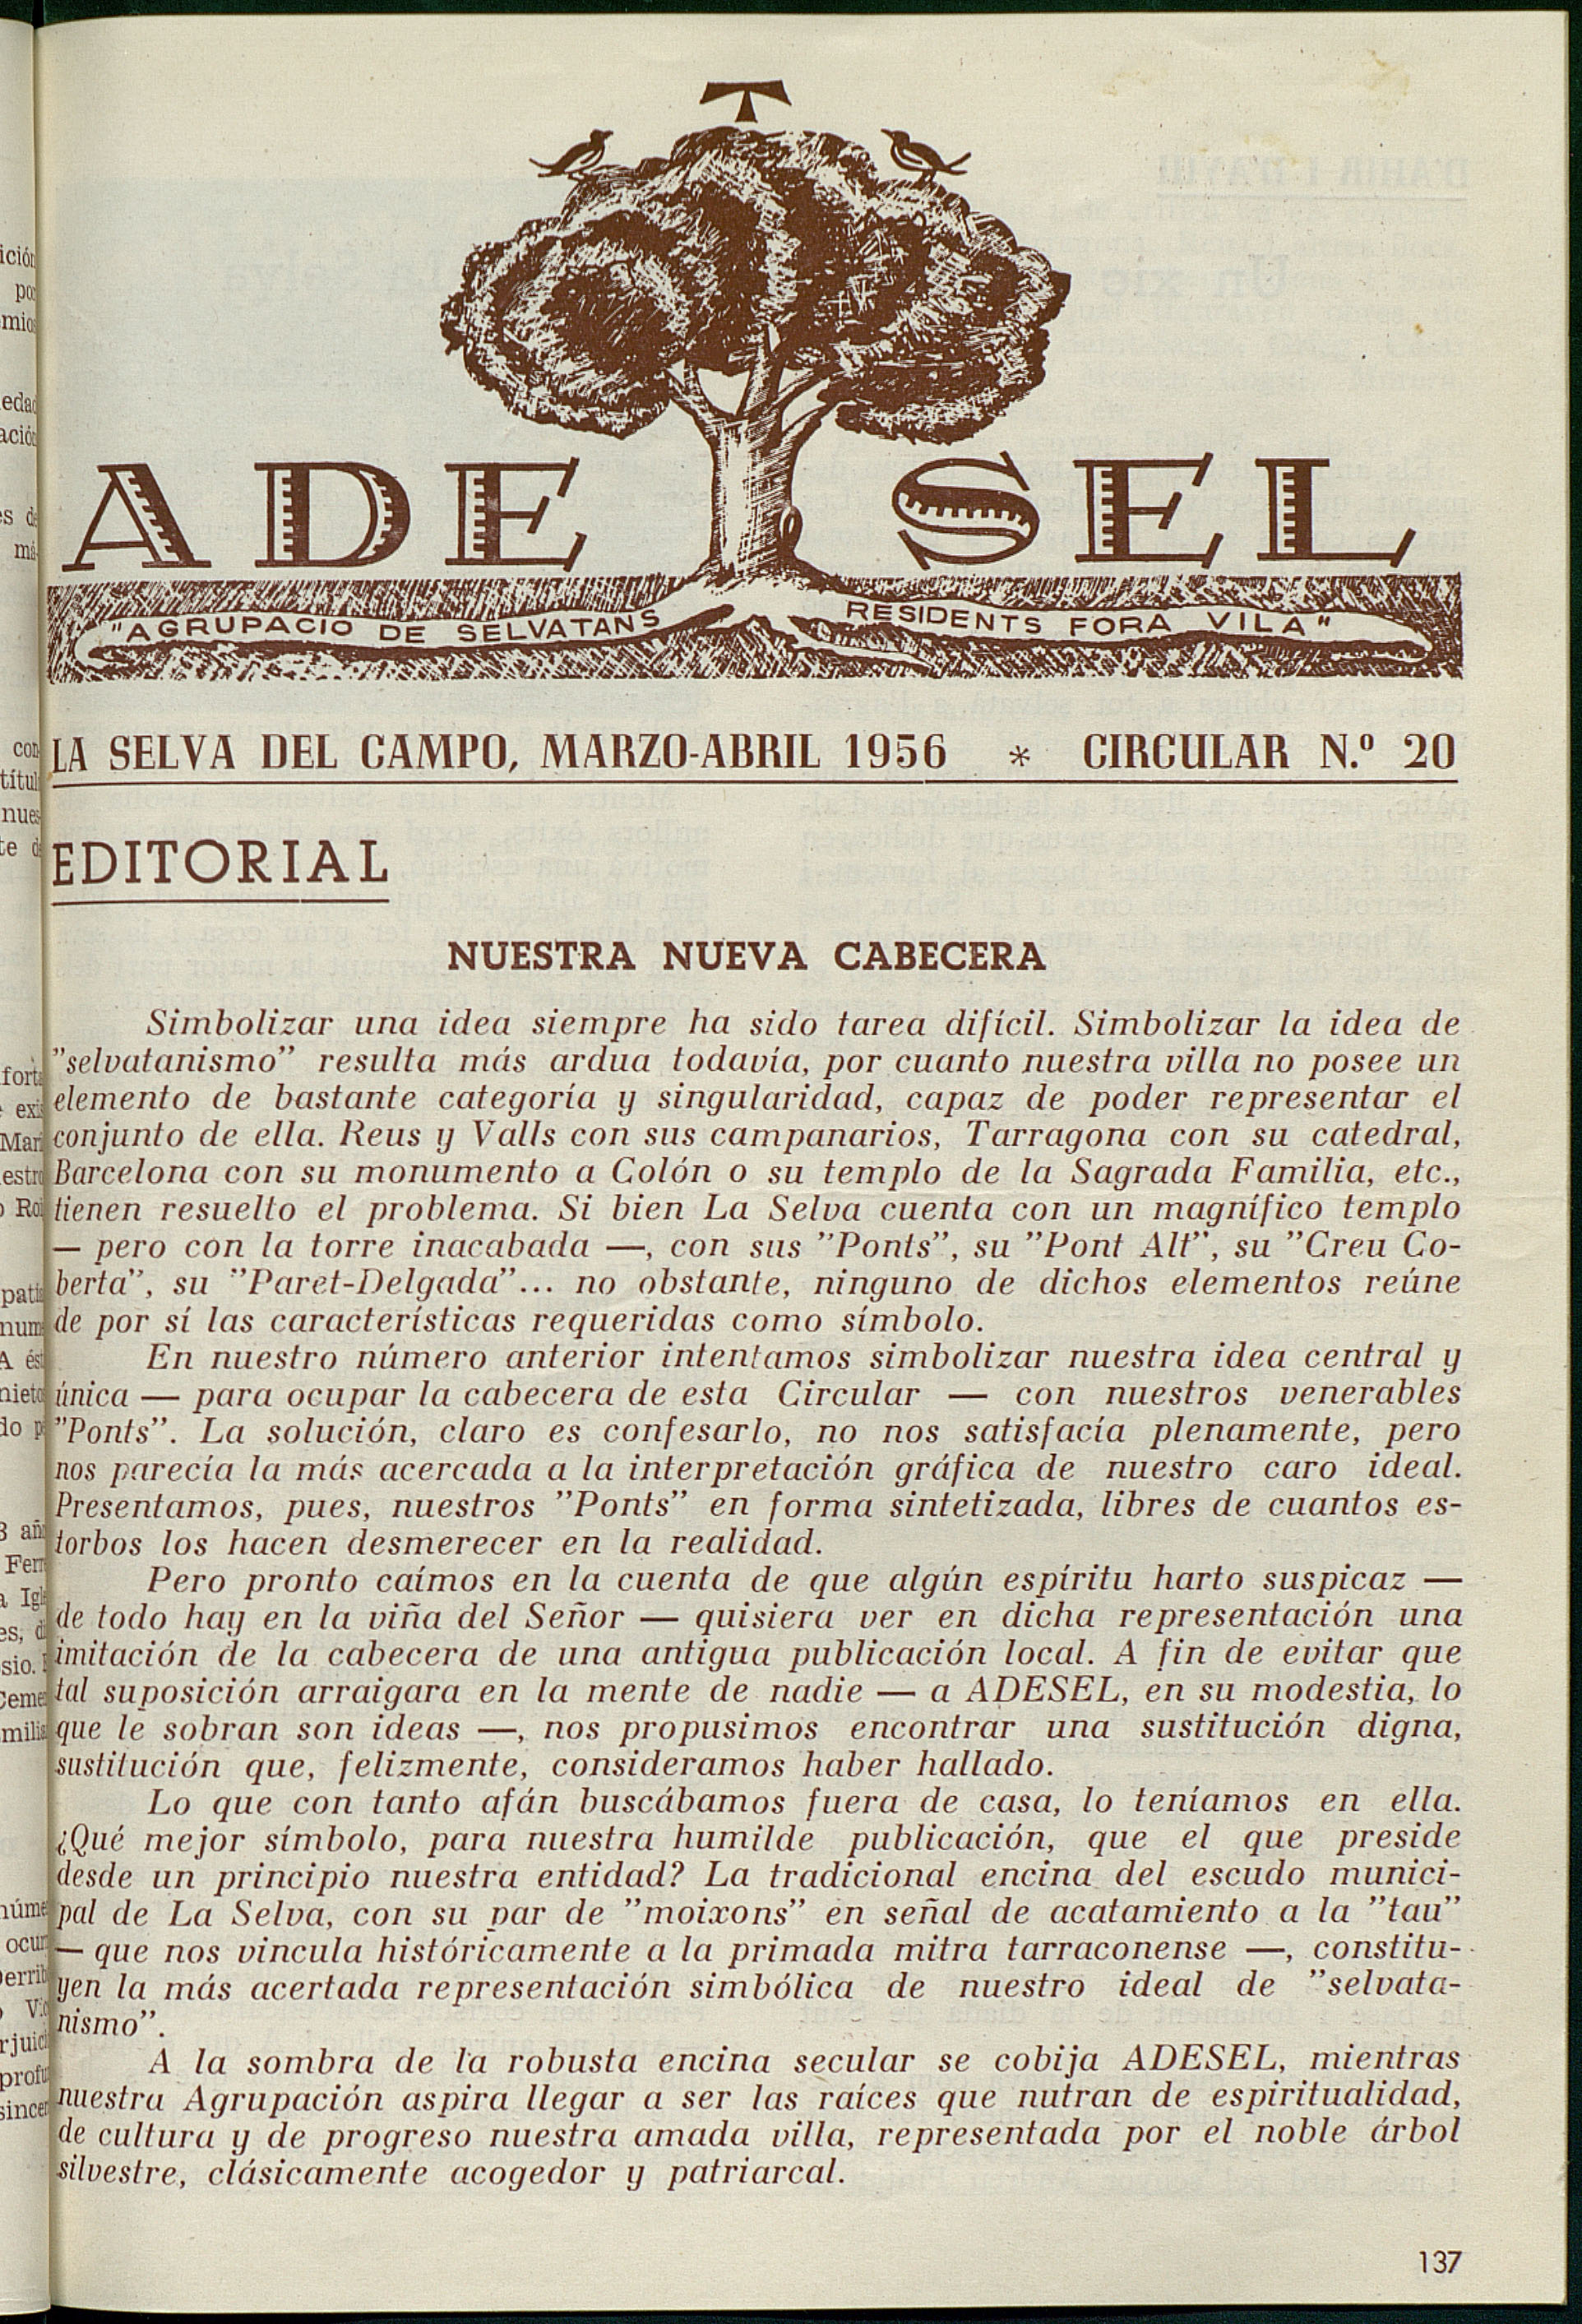 ADESEL
"AGRUPACIO DE SELVATANS RESIDENTS FORA VILA"
LA SELVA DEL CAMPO, MARZO-ABRIL 1956 * CIRCULAR N.º 20
EDITORIAL
NUESTRA NUEVA CABECERA
Simbolizar una idea siempre ha sido tarea difícil. Simbolizar la idea de
"selvatanismo" resulta más ardua todavía, por cuanto nuestra villa no posee un
elemento de bastante categoría y singularidad, capaz de poder representar el
conjunto de ella. Reus y Valls con sus campanarios, Tarragona con su catedral,
Barcelona con su monumento a Colón o su templo de la Sagrada Familia, etc.,
tienen resuelto el problema. Si bien La Selva cuenta con un magnífico templo
— pero con la torre inacabada —, con sus "Ponts", su "Pont Alt", su "Creu Co-
berta", su "Paret-Delgada"... no obstante, ninguno de dichos elementos reúne
de por sí las características requeridas como símbolo.
En nuestro número anterior intentamos simbolizar nuestra idea central y
única — para ocupar la cabecera de esta Circular — con nuestros venerables
"Ponts". La solución, claro es confesarlo, no nos satisfacía plenamente, pero
nos parecía la más acercada a la interpretación gráfica de nuestro caro ideal.
Presentamos, pues, nuestros "Ponts" en forma sintetizada, libres de cuantos es-
torbos los hacen desmerecer en la realidad.
Pero pronto caímos en la cuenta de que algún espíritu harto suspicaz —
de todo hay en la viña del Señor — quisiera ver en dicha representación una
imitación de la cabecera de una antigua publicación local. A fin de evitar que
tal suposición arraigara en la mente de nadie — a ADESEL, en su modestia, lo
que le sobran son ideas —, nos propusimos encontrar una sustitución digna,
sustitución que, felizmente, consideramos haber hallado.
Lo que con tanto afán buscábamos fuera de casa, lo teníamos en ella.
¿Qué mejor símbolo, para nuestra humilde publicación, que el que preside
desde un principio nuestra entidad? La tradicional encina del escudo munici-
pal de La Selva, con su par de "moixons" en señal de acatamiento a la "tau"
— que nos vincula históricamente a la primada mitra tarraconense —, constitu-
yen la más acertada representación simbólica de nuestro ideal de "selvata-
nismo".
A la sombra de la robusta encina secular se cobija ADESEL, mientras
nuestra Agrupación aspira llegar a ser las raíces que nutran de espiritualidad,
de cultura y de progreso nuestra amada villa, representada por el noble árbol
silvestre, clásicamente acogedor y patriarcal.
137